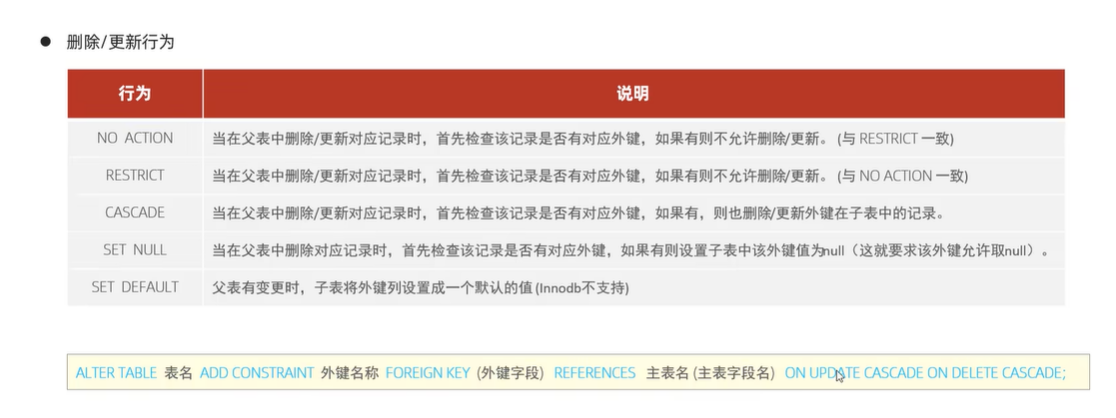 删除/更新行为
行为 说明
NO ACTION 当在父表中删除/更新对应记录时，首先检查该记录是否有对应外键，如果有则不允许删除/更新。 (与 RESTRICT 一致)
RESTRICT 当在父表中删除/更新对应记录时，首先检查该记录是否有对应外键，如果有则不允许删除/更新。 (与 NO ACTION 一致)
CASCADE 当在父表中删除/更新对应记录时，首先检查该记录是否有对应外键，如果有，则也删除/更新外键在子表中的记录。
SET NULL 当在父表中删除对应记录时，首先检查该记录是否有对应外键，如果有则设置子表中该外键值为null（这就要求该外键允许取null）。
SET DEFAULT 父表有变更时，子表将外键列设置成一个默认的值 (Innodb不支持)
ALTER TABLE 表名 ADD CONSTRAINT 外键名称 FOREIGN KEY (外键字段) REFERENCES 主表名 (主表字段名) ON UPDATE CASCADE ON DELETE CASCADE;